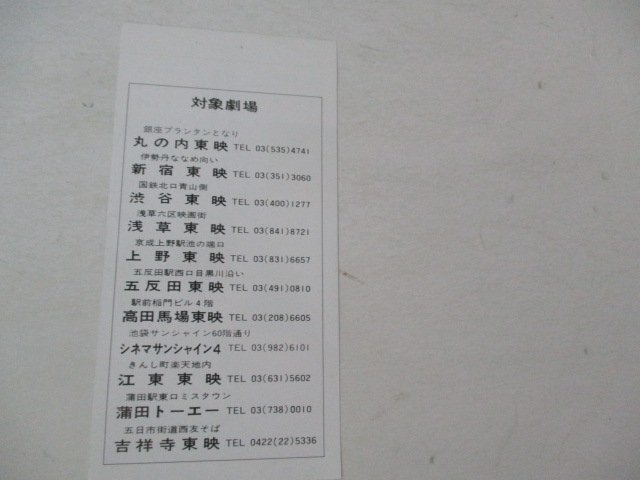 対象劇場
銀座プランタンとなり
丸の内東映 TEL 03(535)4741
伊勢丹ななめ向い
新宿東映 TEL 03(351)3060
国鉄北口青山側
渋谷東映 TEL 03(400)1277
浅草六区映画街
浅草東映 TEL 03(841)8721
京成上野駅池の端口
上野東映 TEL 03(831)6657
五反田駅西口目黒川沿い
五反田東映 TEL 03(491)0810
駅前稲門ビル4階
高田馬場東映 TEL 03(208)6605
池袋サンシャイン60階通り
シネマサンシャイン4 TEL 03(982)6101
きんし町楽天地内
江東東映 TEL 03(631)5602
蒲田駅東口ミスタウン
蒲田トーエー TEL 03(738)0010
五日市街道西友そば
吉祥寺東映 TEL 0422(22)5336